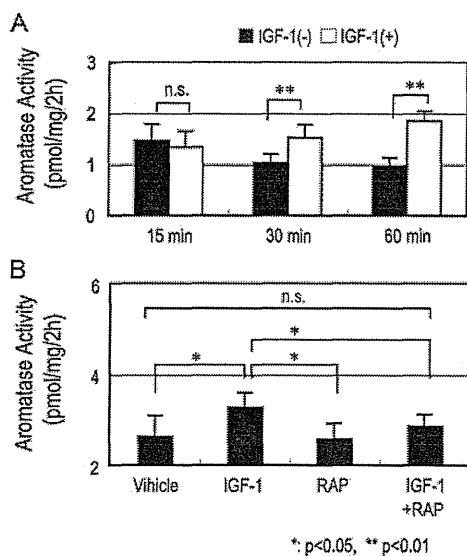 A
■ IGF-1(-) □ IGF-1(+)
Aromatase Activity
(pmol/mg/2h)
3
2
1
0
n.s.
**
**
15 min 30 min 60 min
B
Aromatase Activity
(pmol/mg/2h)
6
4
2
n.s.
*
*
*
Vihicle IGF-1 RAP IGF-1
+RAP
*: p<0.05, ** p<0.01